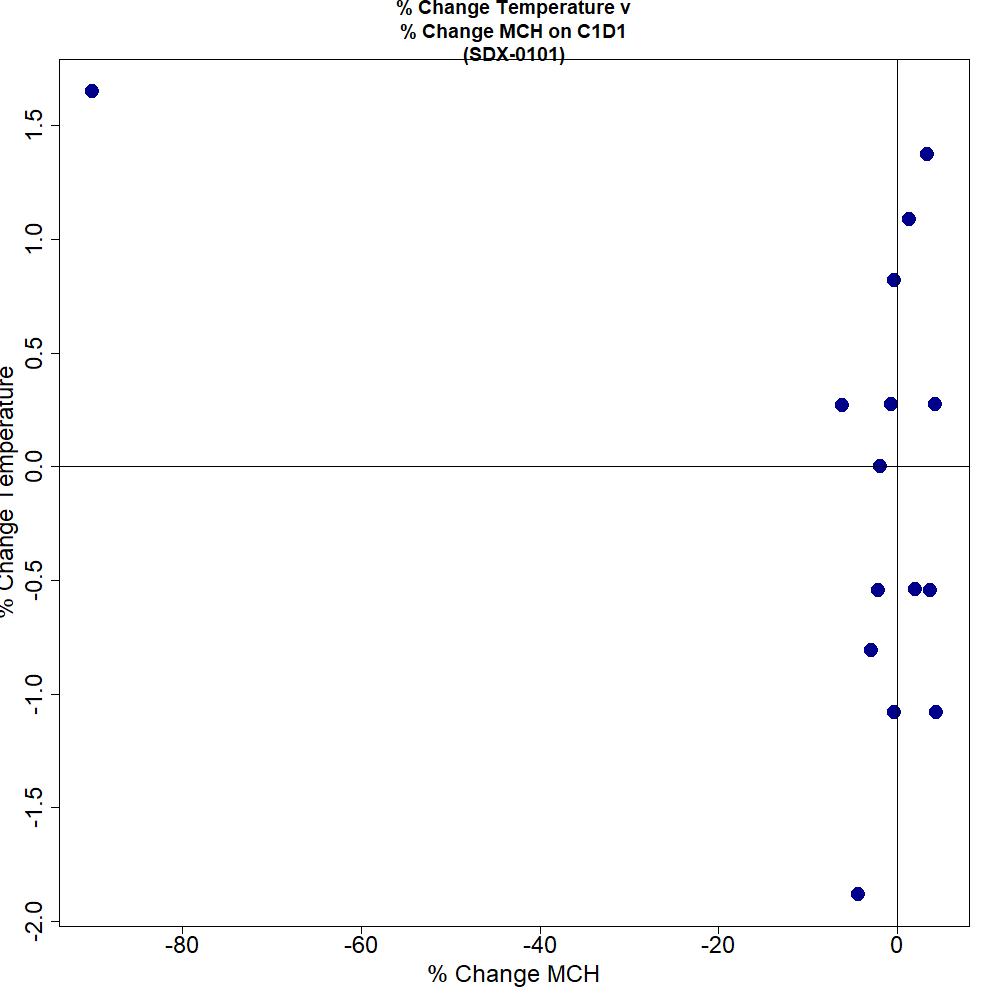 % Change Temperature v
% Change MCH on C1D1
(SDX-0101)
1.5
1.0
0.5
0.0
-0.5
-1.0
-1.5
-2.0
% Change Temperature
-80
-60
-40
-20
0
% Change MCH